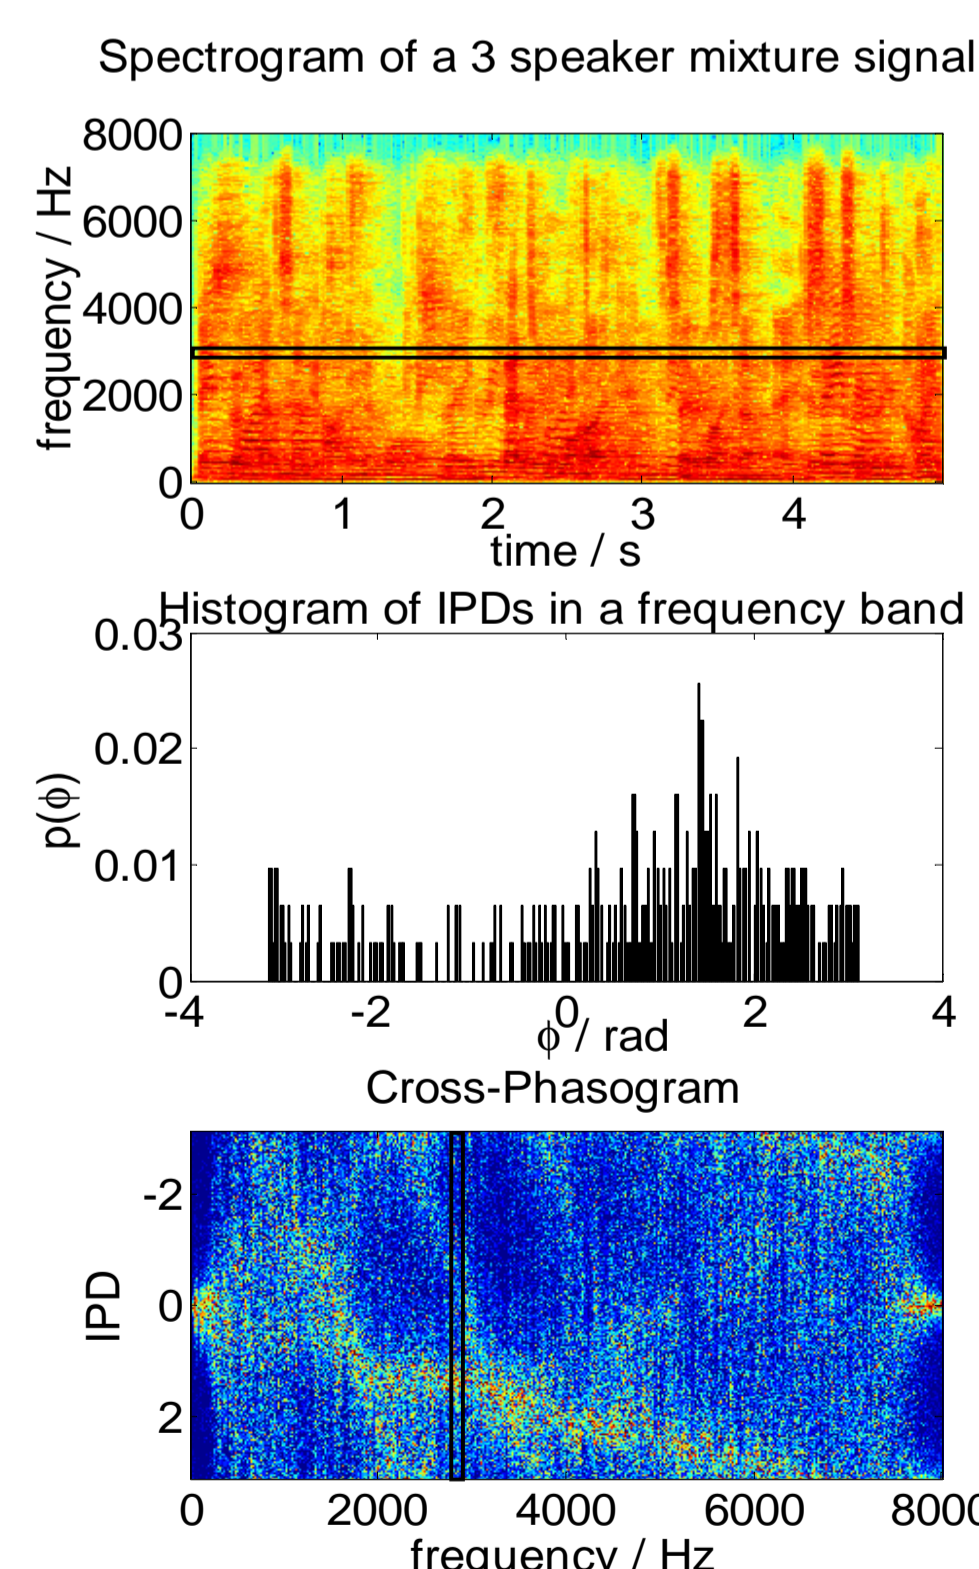 Spectrogram of a 3 speaker mixture signal
8000
6000
4000
2000
0
frequency / Hz
0 1 2 3 4
time / s
Histogram of IPDs in a frequency band
0.03
0.02
0.01
0
p(ϕ)
-4 -2 0 2 4
ϕ / rad
Cross-Phasogram
-2
0
2
IPD
0 2000 4000 6000 8000
frequency / Hz